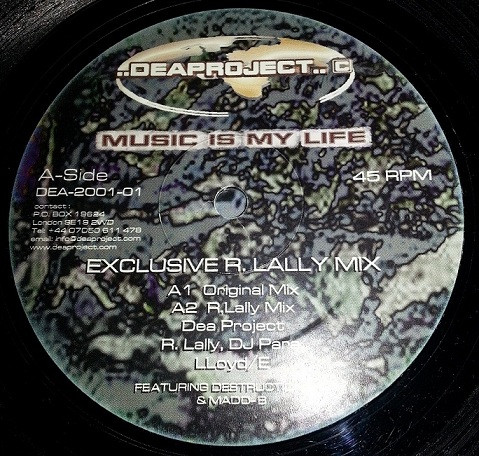 ..DEAPROJECT.. ©
MUSIC IS MY LIFE
A-Side
45 RPM
DEA-2001-01
contact :
P.O. BOX 19624
London SE19 2WD
Tel: +44 07050 611 478
email: info@deaproject.com
www.deaproject.com
EXCLUSIVE R. LALLY MIX
A1 Original Mix
A2 R.Lally Mix
Dea Project
R. Lally, DJ
LLoyd/E
FEATURING
& MADD-B